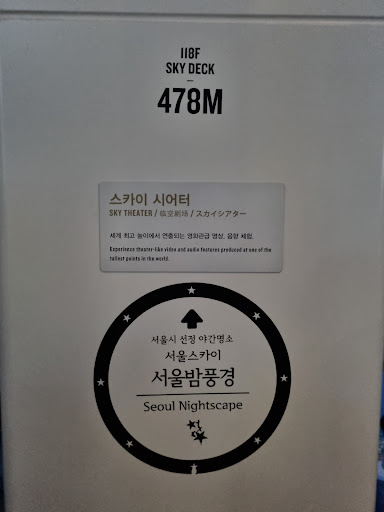 118F
SKY DECK
478M
스카이 시어터
SKY THEATER / 临空剧场 / スカイシアター
세계 최고 높이에서 연출되는 영화관급 영상, 음향 체험.
Experience theater-like video and audio features produced at one of the
tallest points in the world.
서울시 선정 야간명소
서울스카이
서울밤풍경
Seoul Nightscape